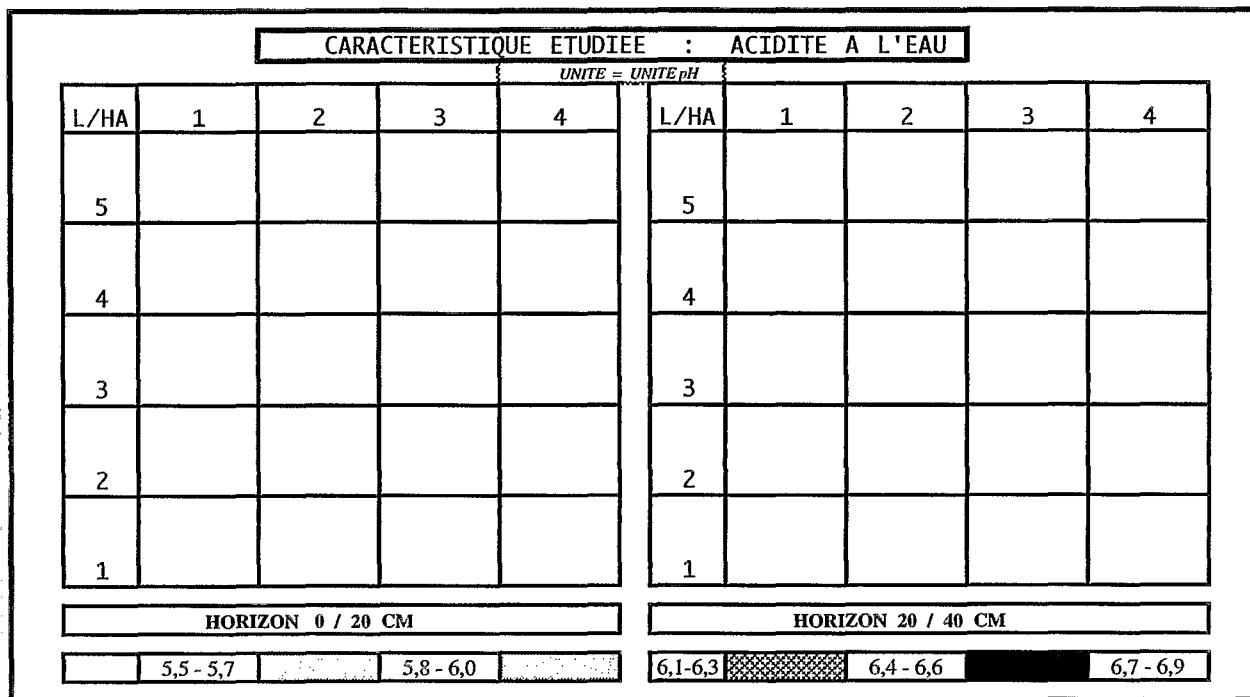 CARACTERISTIQUE ETUDIEE : ACIDITE A L'EAU
UNITE = UNITE pH
L/HA 1 2 3 4
5
4
3
2
1
HORIZON 0 / 20 CM
L/HA 1 2 3 4
5
4
3
2
1
HORIZON 20 / 40 CM
5,5 - 5,7 5,8 - 6,0 6,1-6,3 6,4 - 6,6 6,7 - 6,9